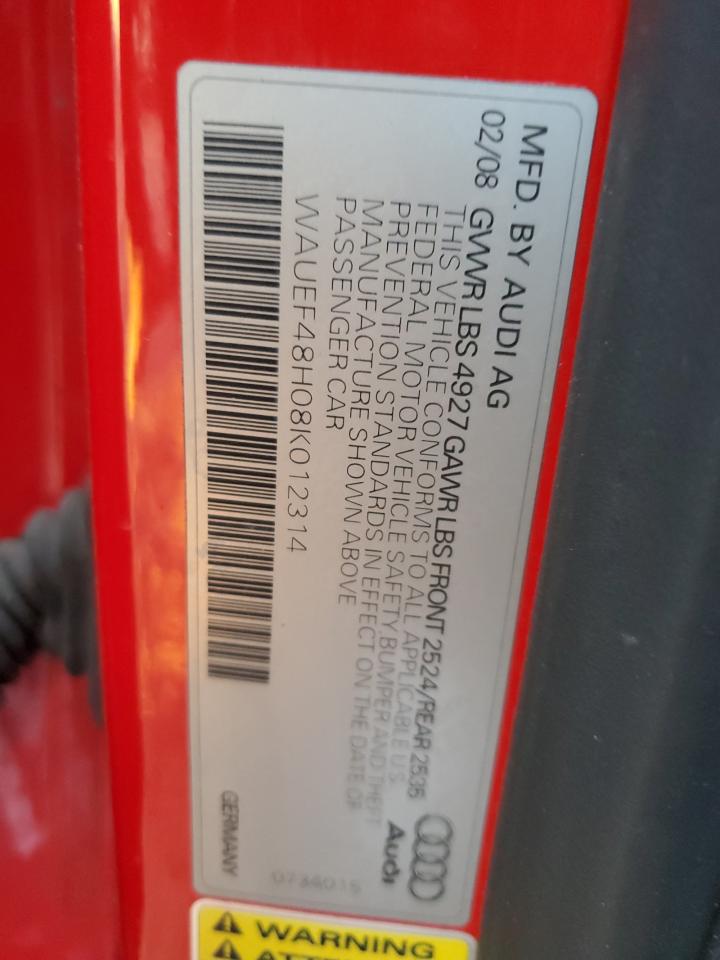 MFD. BY AUDI AG
02/08 GVWR LBS 4927 GAWR LBS FRONT 2524/REAR 2535
THIS VEHICLE CONFORMS TO ALL APPLICABLE U.S.
FEDERAL MOTOR VEHICLE SAFETY, BUMPER AND THEFT
PREVENTION STANDARDS IN EFFECT ON THE DATE OF
MANUFACTURE SHOWN ABOVE
PASSENGER CAR
WAUEF48H08K012314
Audi
0734015
GERMANY
WARNING